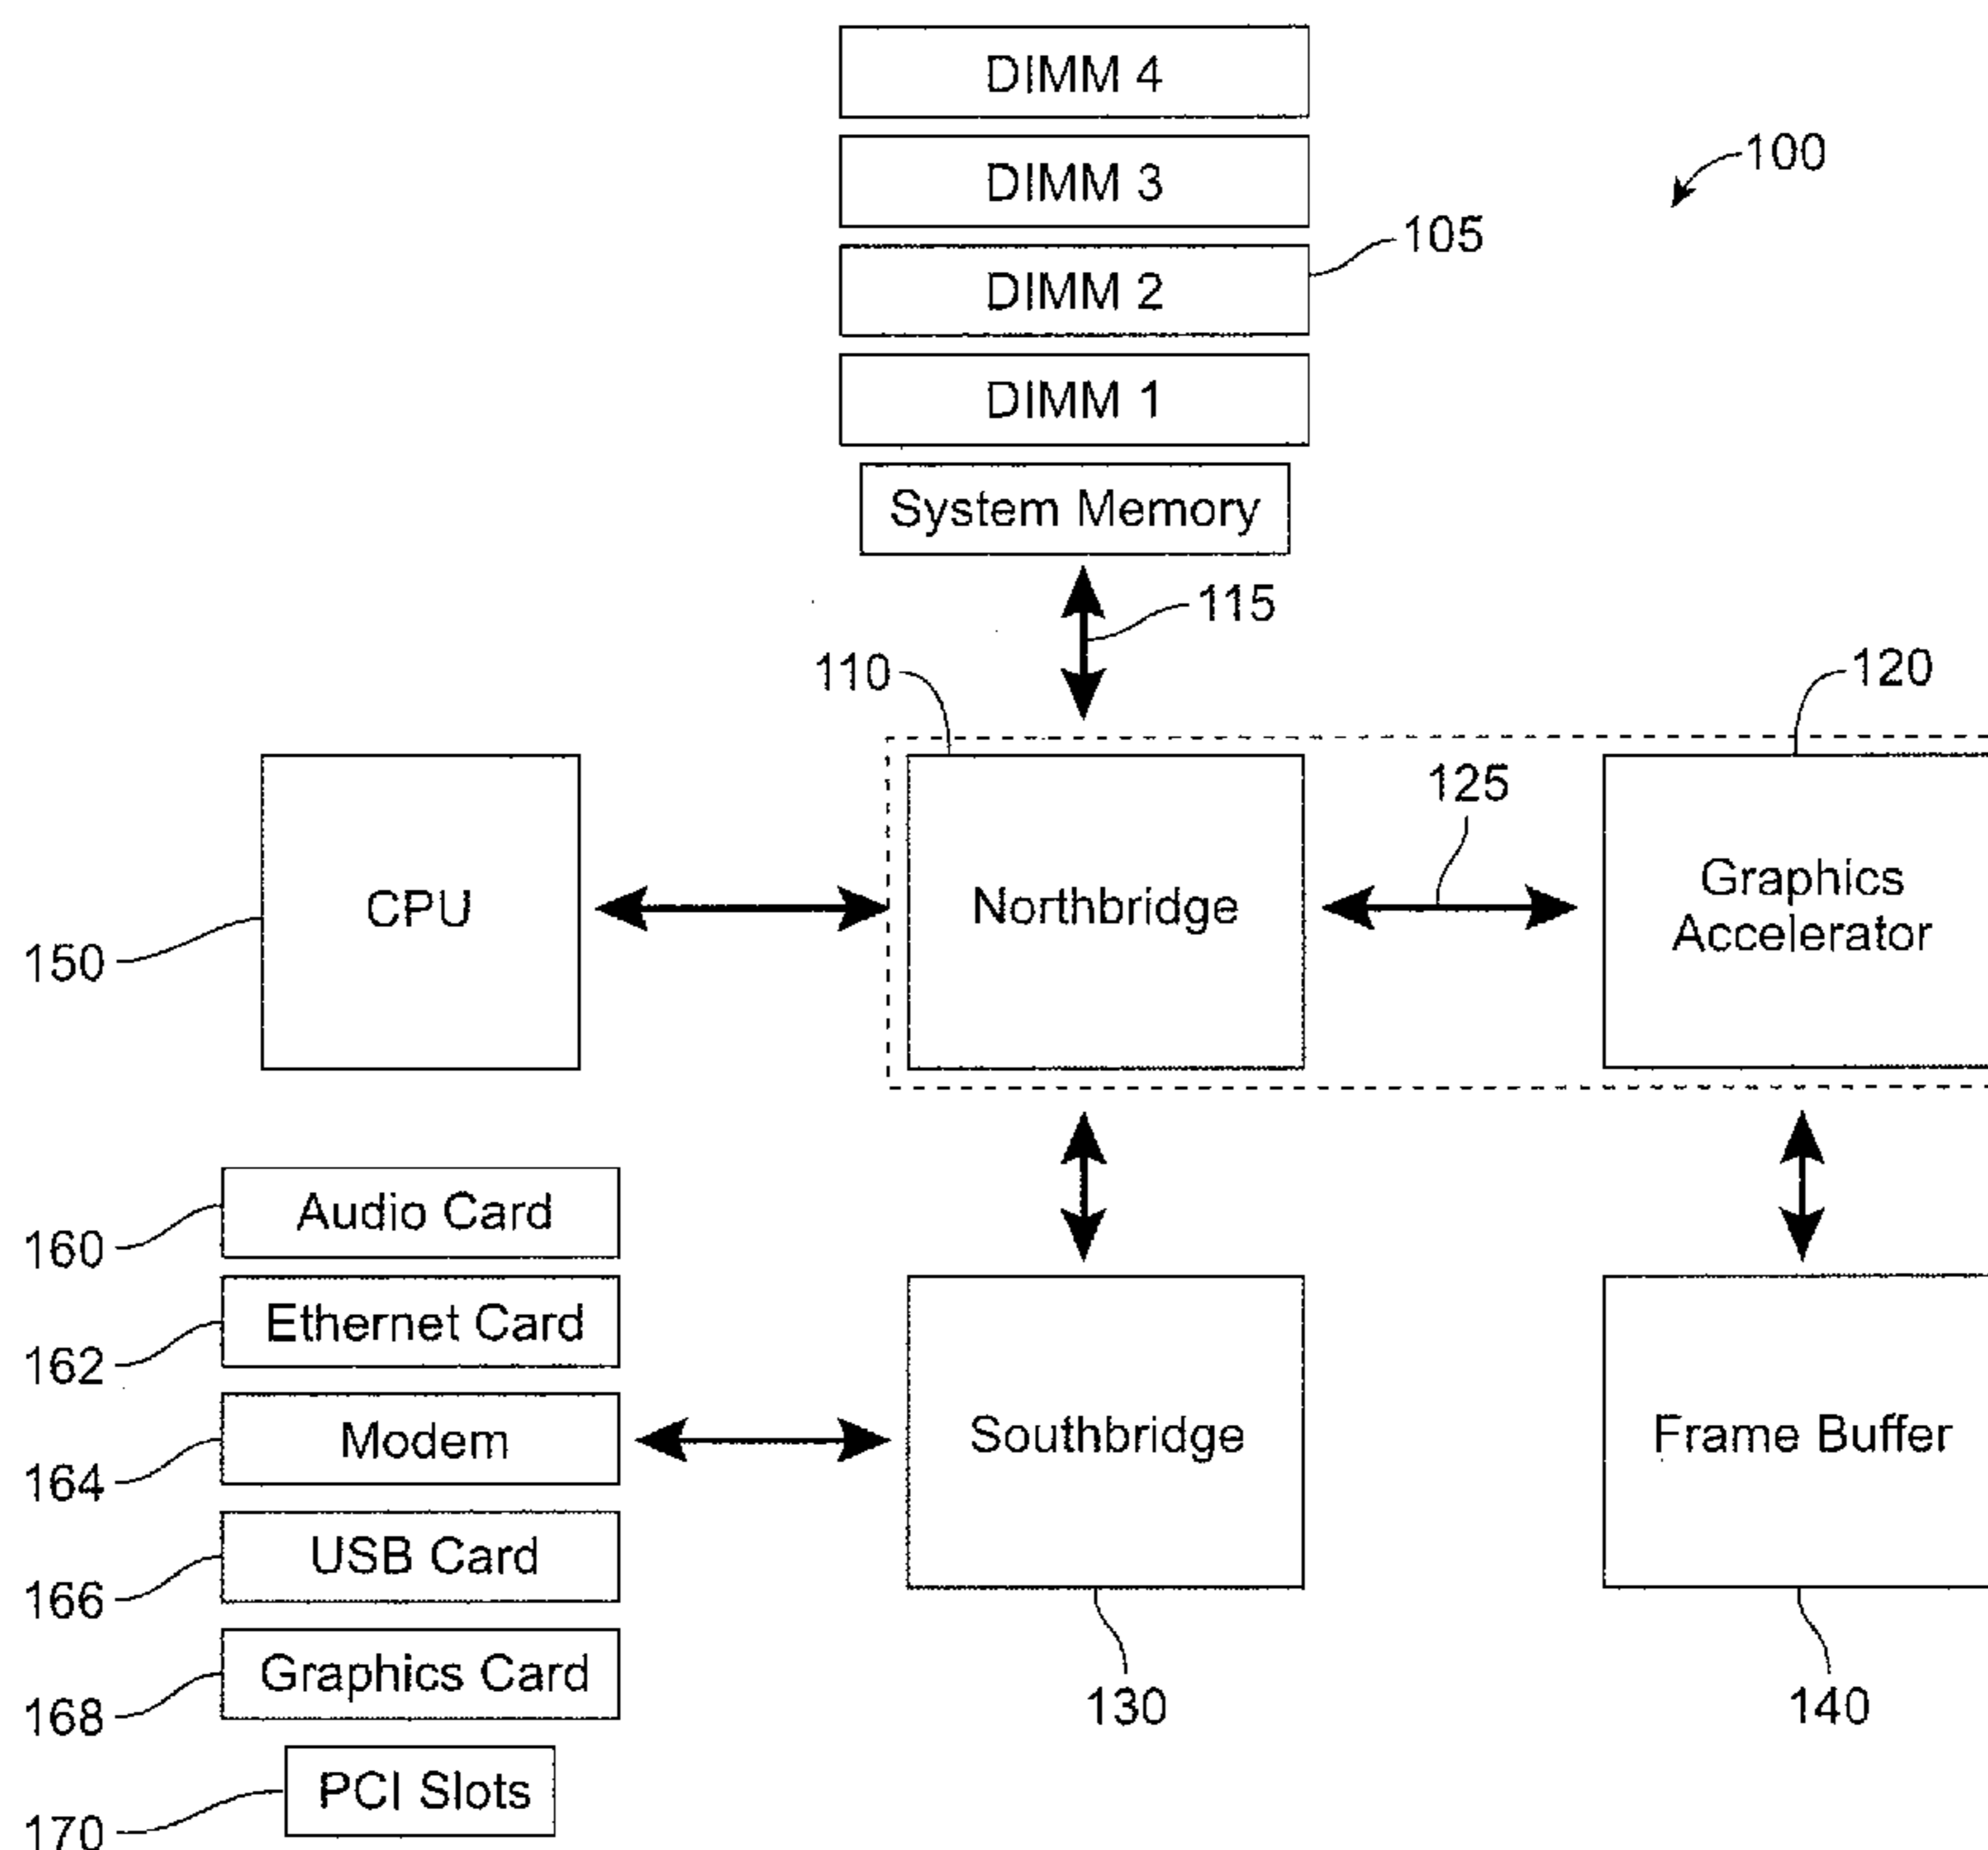 DIMM 4
100
DIMM 3
105
DIMM 2
DIMM 1
System Memory
115
110
120
125
CPU
Northbridge
Graphics
Accelerator
150
Audio Card
160
Ethernet Card
162
Modem
164
Southbridge
Frame Buffer
USB Card
166
Graphics Card
168
130
140
PCI Slots
170